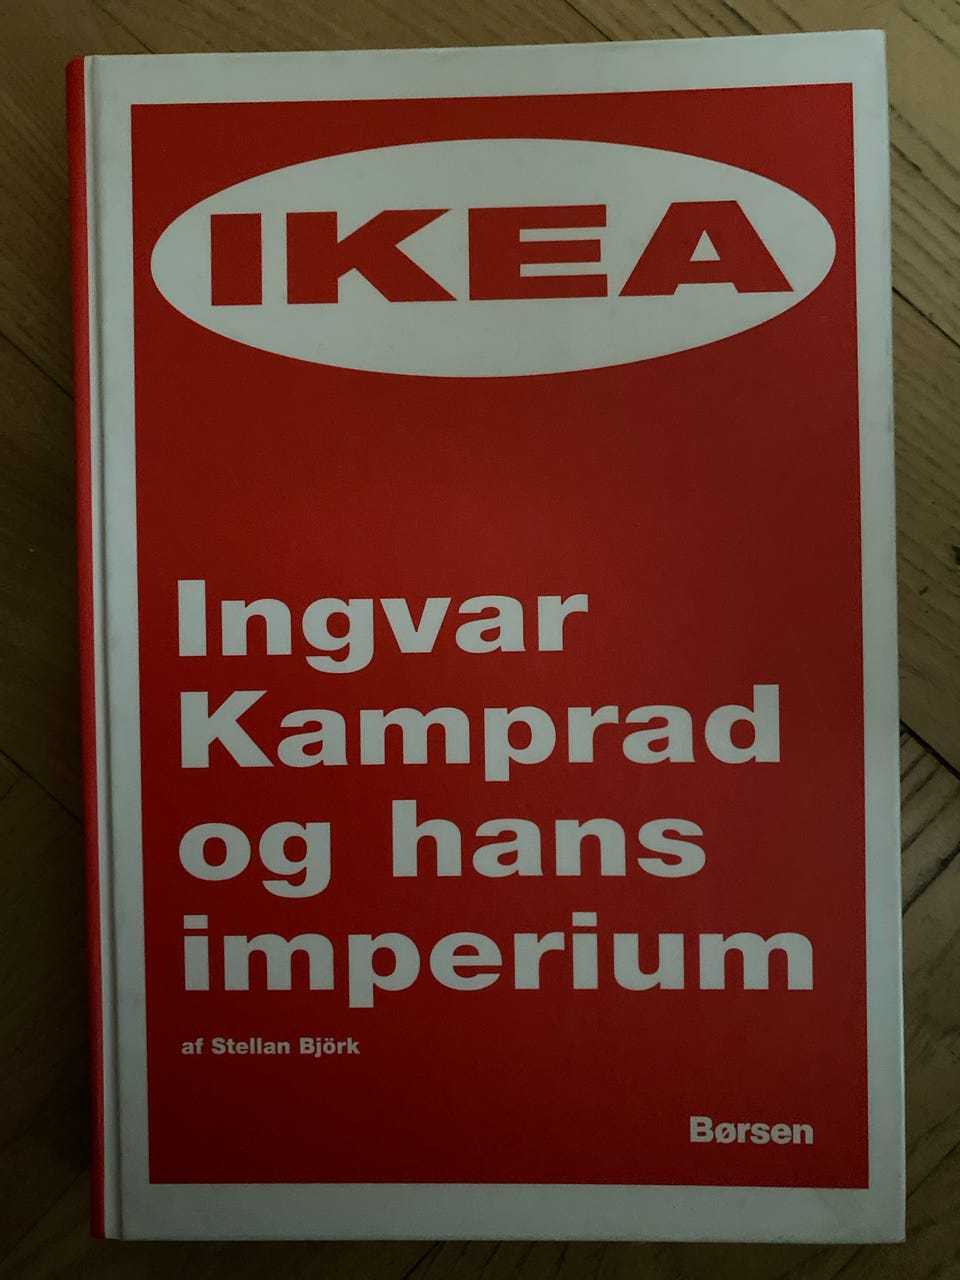 IKEA
Ingvar
Kamprad
og hans
imperium
af Stellan Björk
Børsen